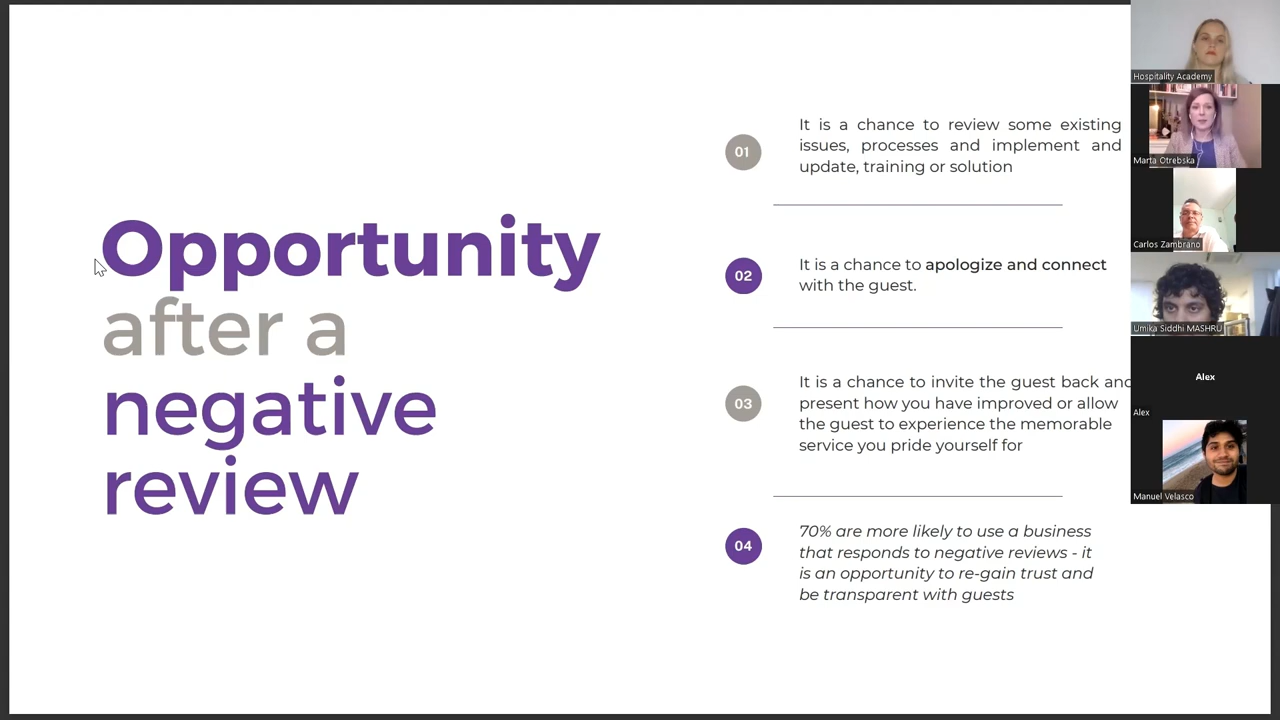 Opportunity
after a
negative
review
01
It is a chance to review some existing
issues, processes and implement and
update, training or solution
02
It is a chance to apologize and connect
with the guest.
03
It is a chance to invite the guest back and
present how you have improved or allow
the guest to experience the memorable
service you pride yourself for
04
70% are more likely to use a business
that responds to negative reviews - it
is an opportunity to re-gain trust and
be transparent with guests
Hospitality Academy
Marta Otrebska
Carlos Zambrano
Umika Siddhi MASHRU
Alex
Alex
Manuel Velasco